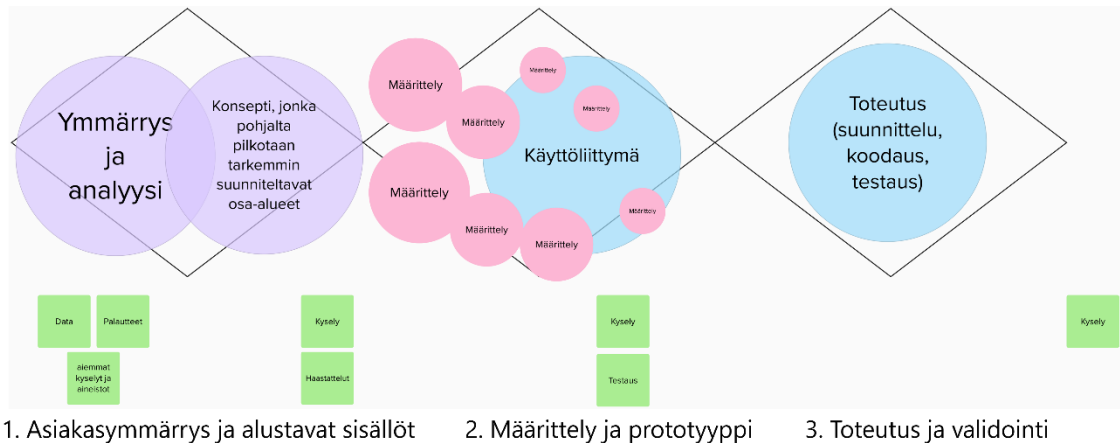 Ymmärrys
ja
analyysi
Konsepti, jonka
pohjalta
pilkotaan
tarkemmin
suunniteltavat
osa-alueet
Määrittely
Määrittely
Määrittely
Määrittely
Määrittely
Määrittely
Määrittely
Määrittely
Käyttöliittymä
Toteutus
(suunnittelu,
koodaus,
testaus)
Data
Palautteet
aiemmat
kyselyt ja
aineistot
Kysely
Haastattelut
Kysely
Testaus
Kysely
1. Asiakasymmärrys ja alustavat sisällöt
2. Määrittely ja prototyyppi
3. Toteutus ja validointi